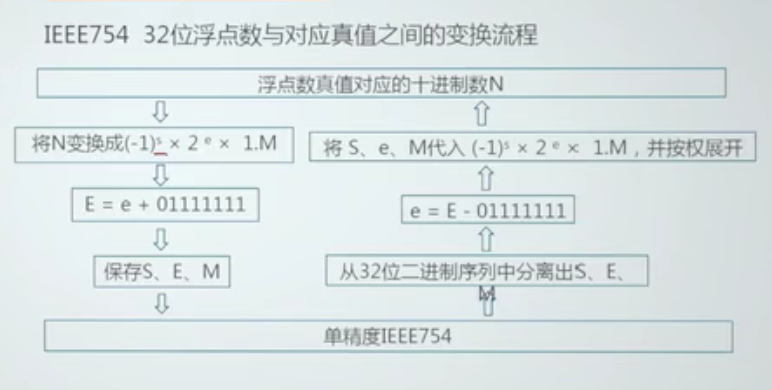 IEEE754 32位浮点数与对应真值之间的变换流程
浮点数真值对应的十进制数N
将N变换成(-1)ˢ × 2 ᵉ × 1.M
将 S、e、M代入 (-1)ˢ × 2 ᵉ × 1.M，并按权展开
E = e + 01111111
e = E - 01111111
保存S、E、M
从32位二进制序列中分离出S、E、
M
单精度IEEE754